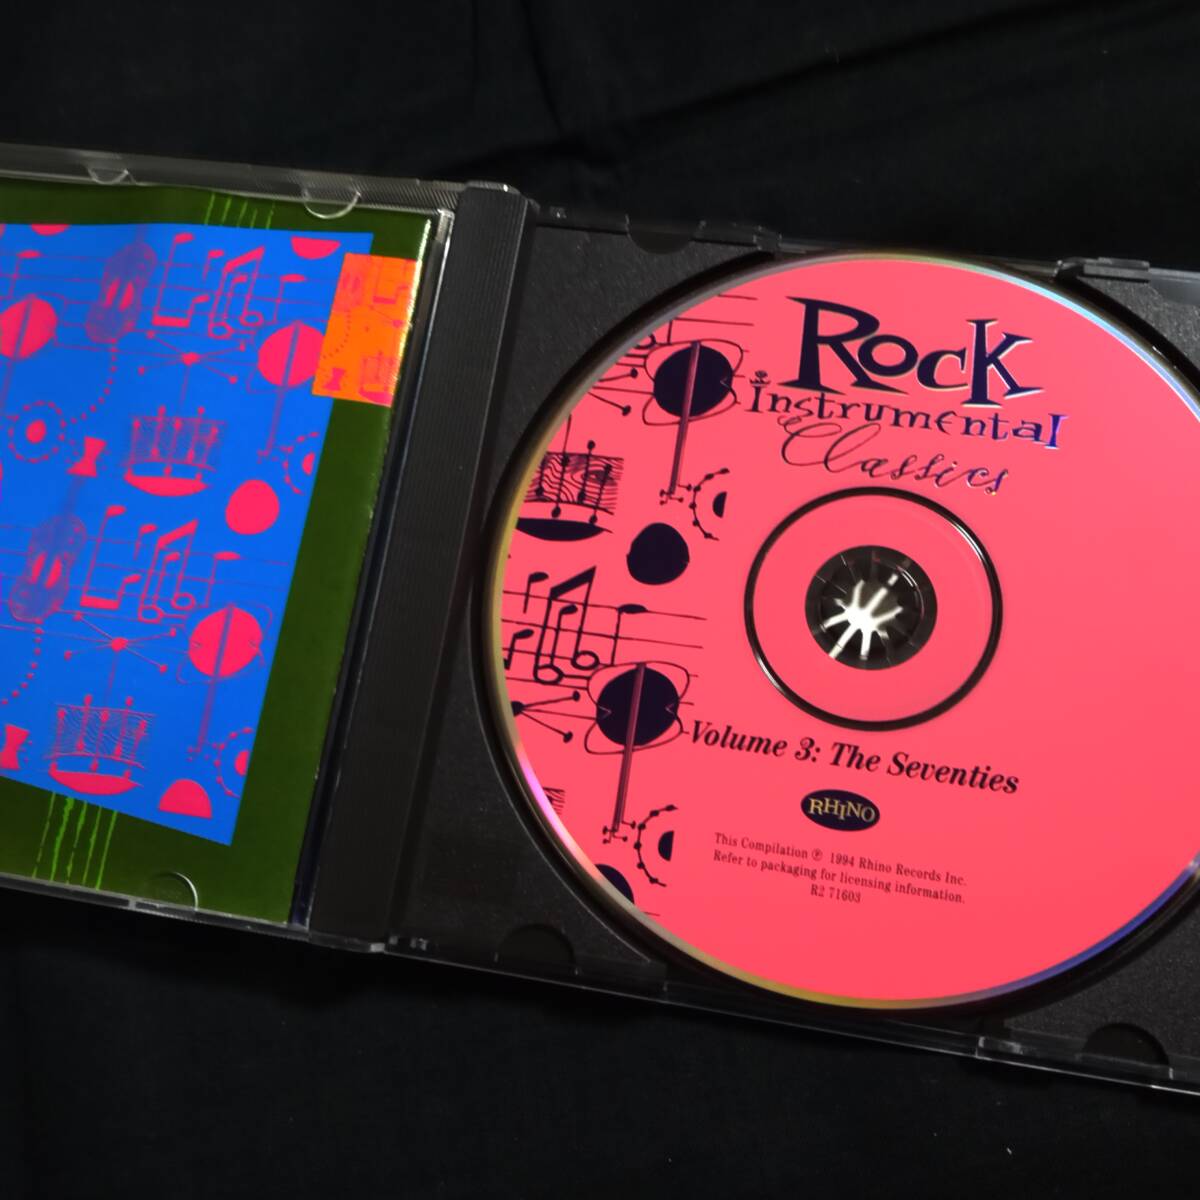 Rock
Instrumental
Classics
Volume 3: The Seventies
RHINO
This Compilation ℗ 1994 Rhino Records Inc.
Refer to packaging for licensing information.
R2 71603